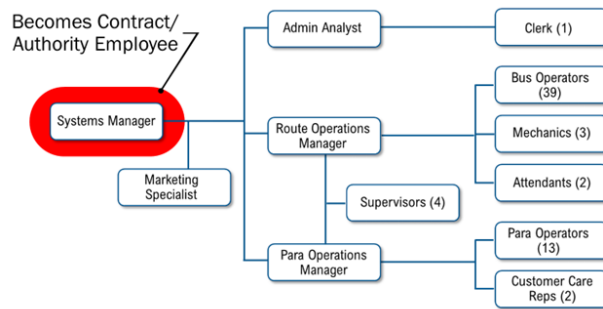 Becomes Contract/
Authority Employee
Systems Manager
Marketing
Specialist
Admin Analyst
Clerk (1)
Route Operations
Manager
Bus Operators
(39)
Mechanics (3)
Attendants (2)
Supervisors (4)
Para Operations
Manager
Para Operators
(13)
Customer Care
Reps (2)